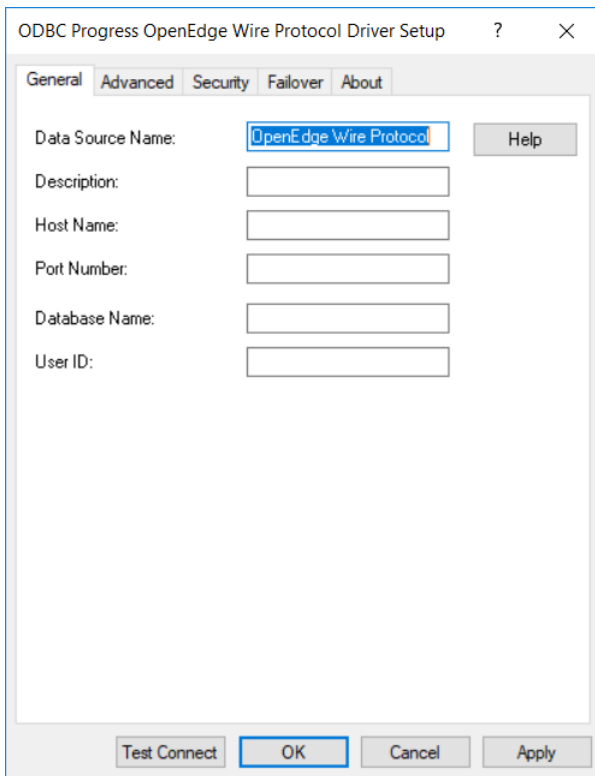 ODBC Progress OpenEdge Wire Protocol Driver Setup ?
General Advanced Security Failover About
Data Source Name: OpenEdge Wire Protocol Help
Description:
Host Name:
Port Number:
Database Name:
User ID:
Test Connect OK Cancel Apply